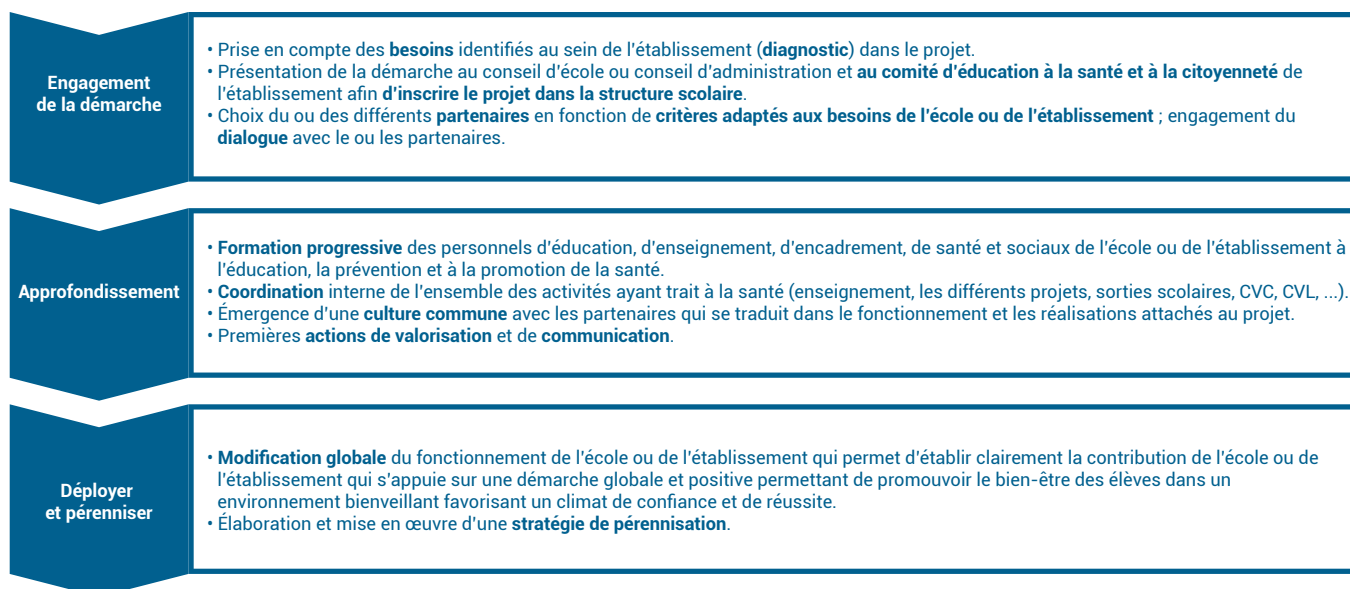 Engagement
de la démarche
• Prise en compte des besoins identifiés au sein de l'établissement (diagnostic) dans le projet.
• Présentation de la démarche au conseil d'école ou conseil d'administration et au comité d'éducation à la santé et à la citoyenneté de
l'établissement afin d'inscrire le projet dans la structure scolaire.
• Choix du ou des différents partenaires en fonction de critères adaptés aux besoins de l'école ou de l'établissement ; engagement du
dialogue avec le ou les partenaires.
Approfondissement
• Formation progressive des personnels d'éducation, d'enseignement, d'encadrement, de santé et sociaux de l'école ou de l'établissement à
l'éducation, la prévention et à la promotion de la santé.
• Coordination interne de l'ensemble des activités ayant trait à la santé (enseignement, les différents projets, sorties scolaires, CVC, CVL, ...).
• Émergence d'une culture commune avec les partenaires qui se traduit dans le fonctionnement et les réalisations attachés au projet.
• Premières actions de valorisation et de communication.
Déployer
et pérenniser
• Modification globale du fonctionnement de l'école ou de l'établissement qui permet d'établir clairement la contribution de l'école ou de
l'établissement qui s'appuie sur une démarche globale et positive permettant de promouvoir le bien-être des élèves dans un
environnement bienveillant favorisant un climat de confiance et de réussite.
• Élaboration et mise en œuvre d'une stratégie de pérennisation.